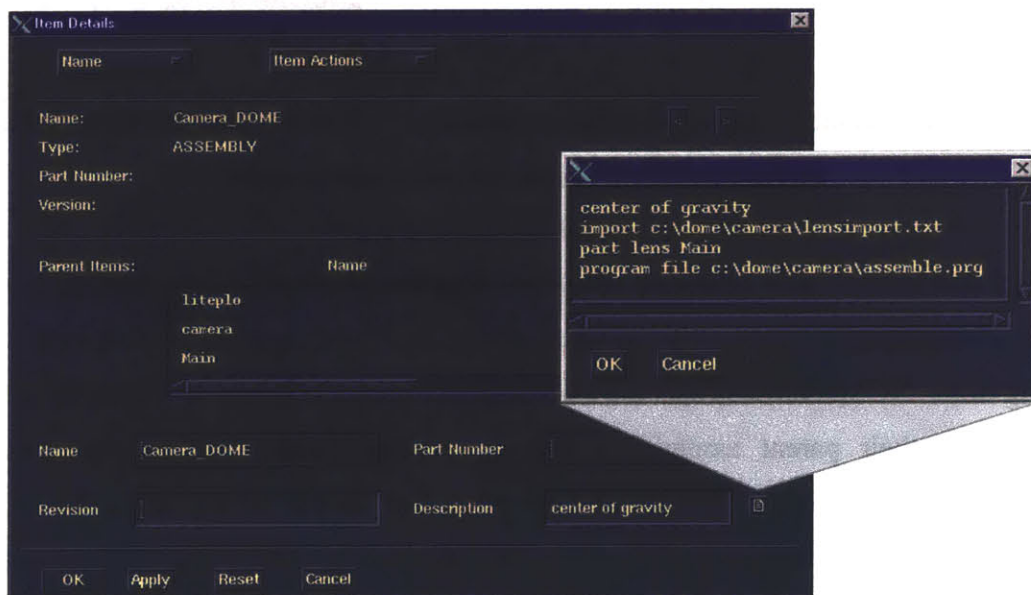 Item Details
Name Item Actions
Name: Camera_DOME
Type: ASSEMBLY
Part Number:
Version:
Parent Items: Name
liteplo
camera
Main
center of gravity
import c:\dome\camera\lensimport.txt
part lens Main
program file c:\dome\camera\assemble.prg
OK Cancel
Name Camera_DOME Part Number
Revision Description center of gravity
OK Apply Reset Cancel